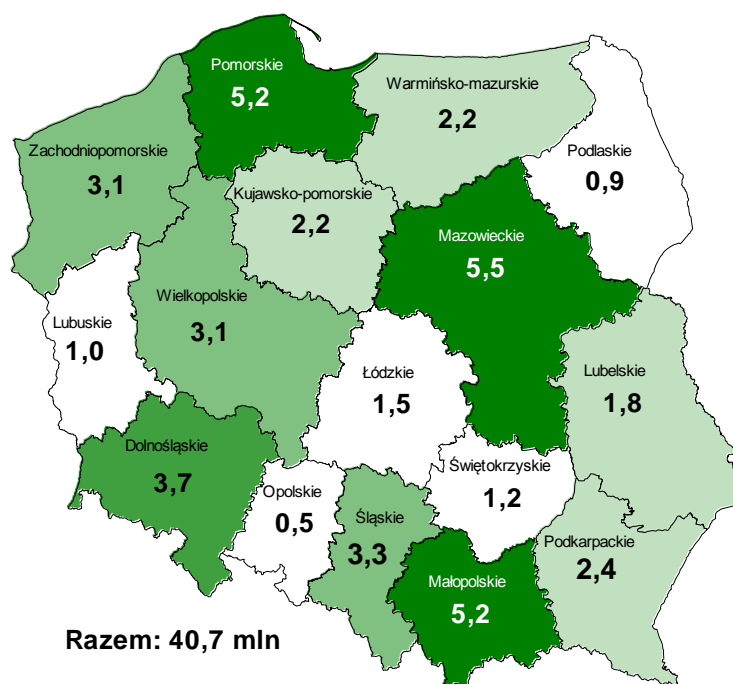 Pomorskie
5,2
Warmińsko-mazurskie
2,2
Zachodniopomorskie
3,1
Podlaskie
0,9
Kujawsko-pomorskie
2,2
Mazowieckie
5,5
Wielkopolskie
3,1
Lubuskie
1,0
Łódzkie
1,5
Lubelskie
1,8
Dolnośląskie
3,7
Świętokrzyskie
1,2
Opolskie
0,5
Śląskie
3,3
Podkarpackie
2,4
Małopolskie
5,2
Razem: 40,7 mln